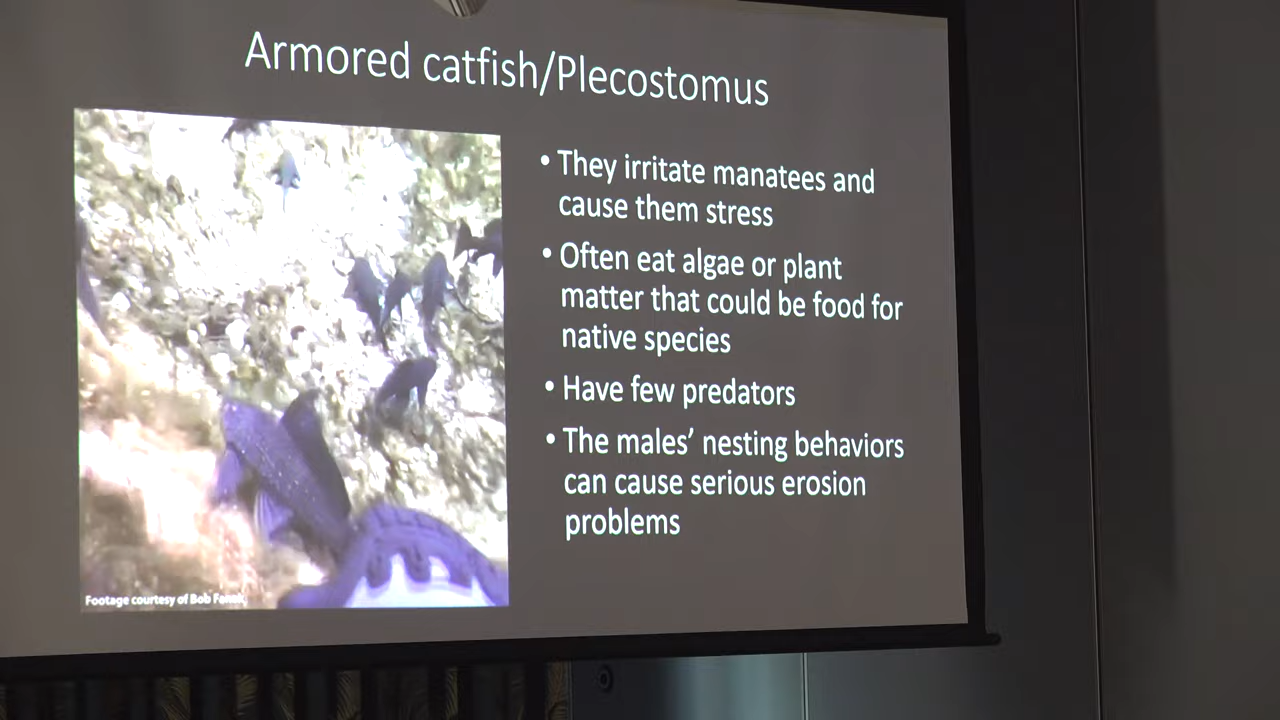 Armored catfish/Plecostomus
• They irritate manatees and
cause them stress
• Often eat algae or plant
matter that could be food for
native species
• Have few predators
• The males’ nesting behaviors
can cause serious erosion
problems
Footage courtesy of Bob